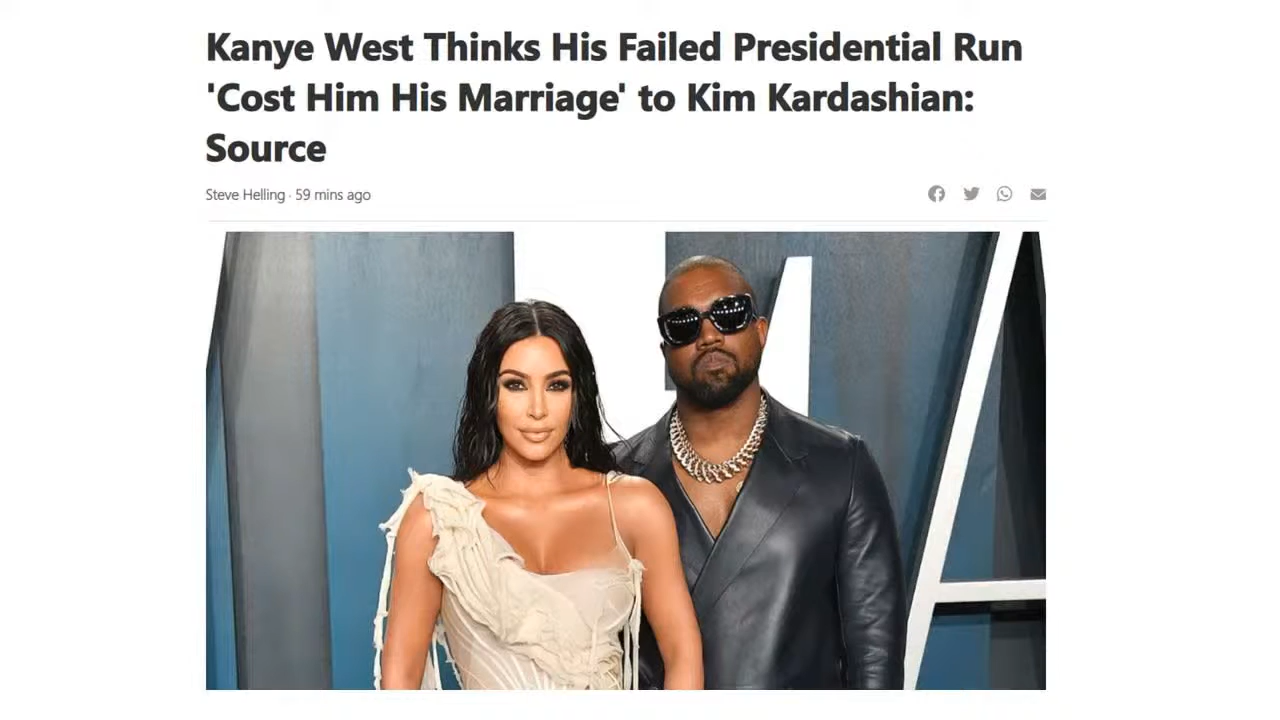 Kanye West Thinks His Failed Presidential Run
'Cost Him His Marriage' to Kim Kardashian:
Source
Steve Helling · 59 mins ago